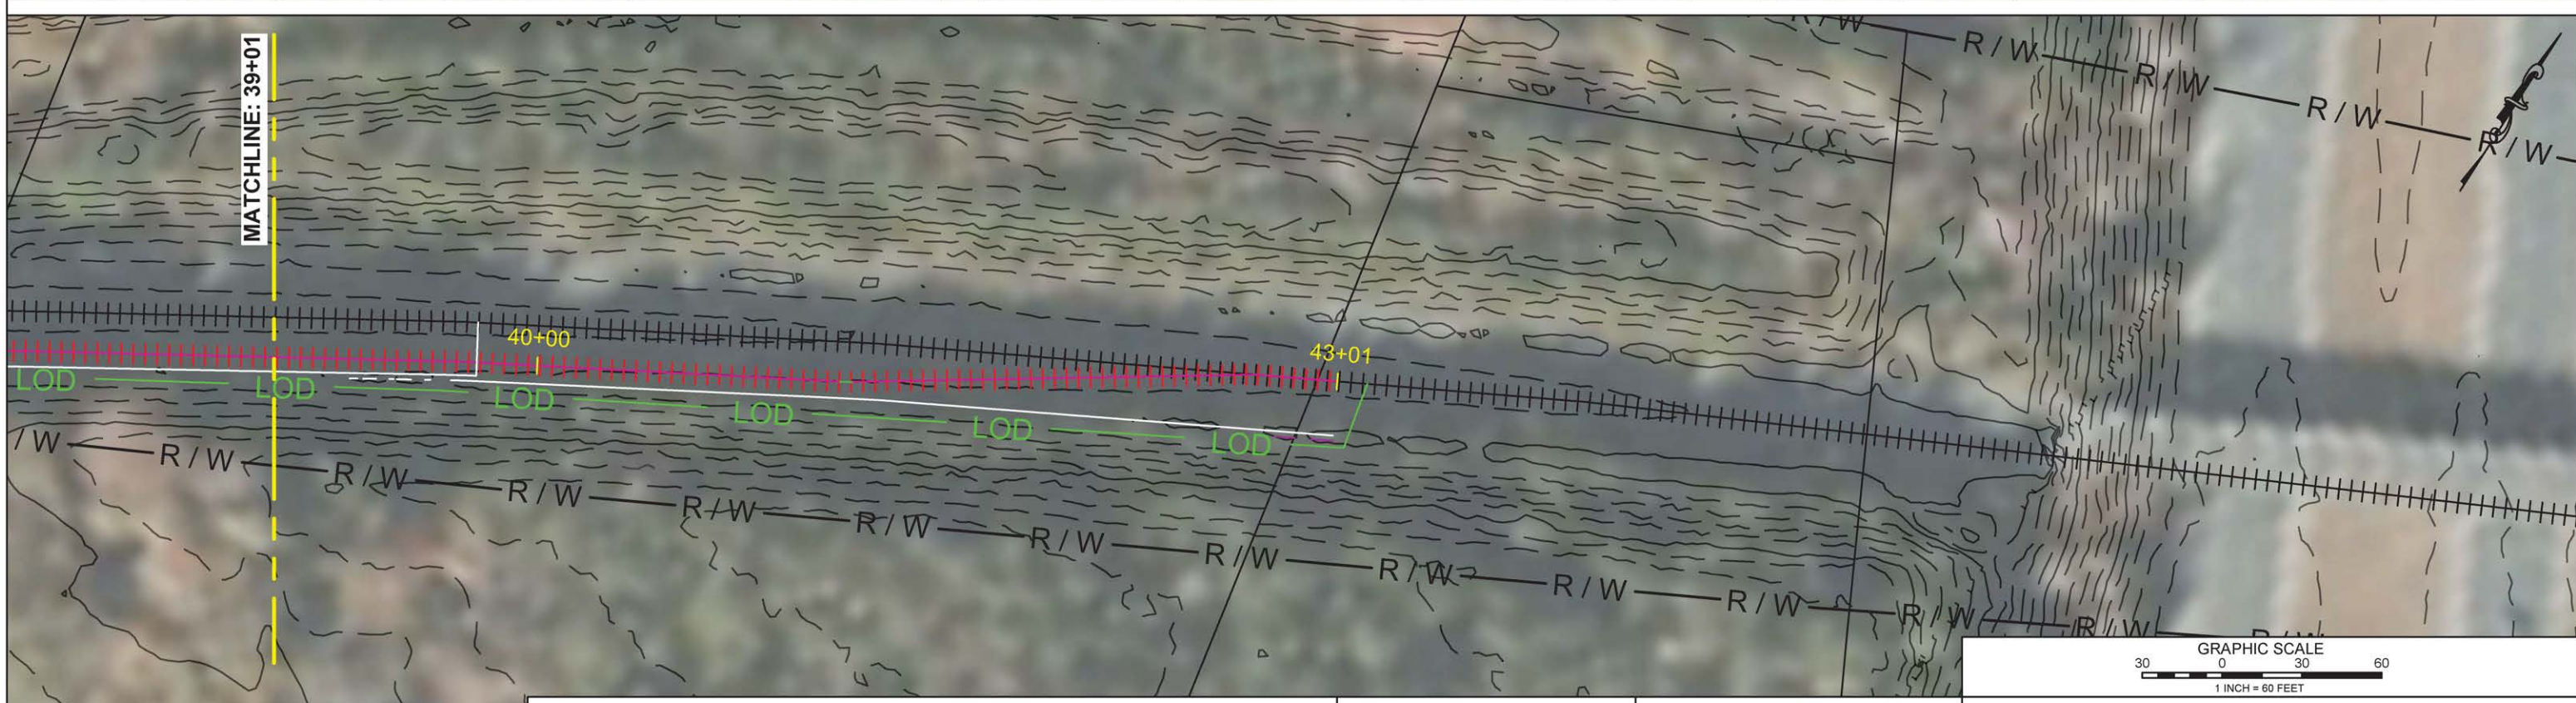 R/W R/W R/W R/W R/W
MATCHLINE: 39+01
40+00
43+01
LOD LOD LOD LOD LOD LOD
/W R/W R/W R/W R/W R/W R/W R/W R/W R/W R/W R/W R/W R/W
GRAPHIC SCALE
30 0 30 60
1 INCH = 60 FEET